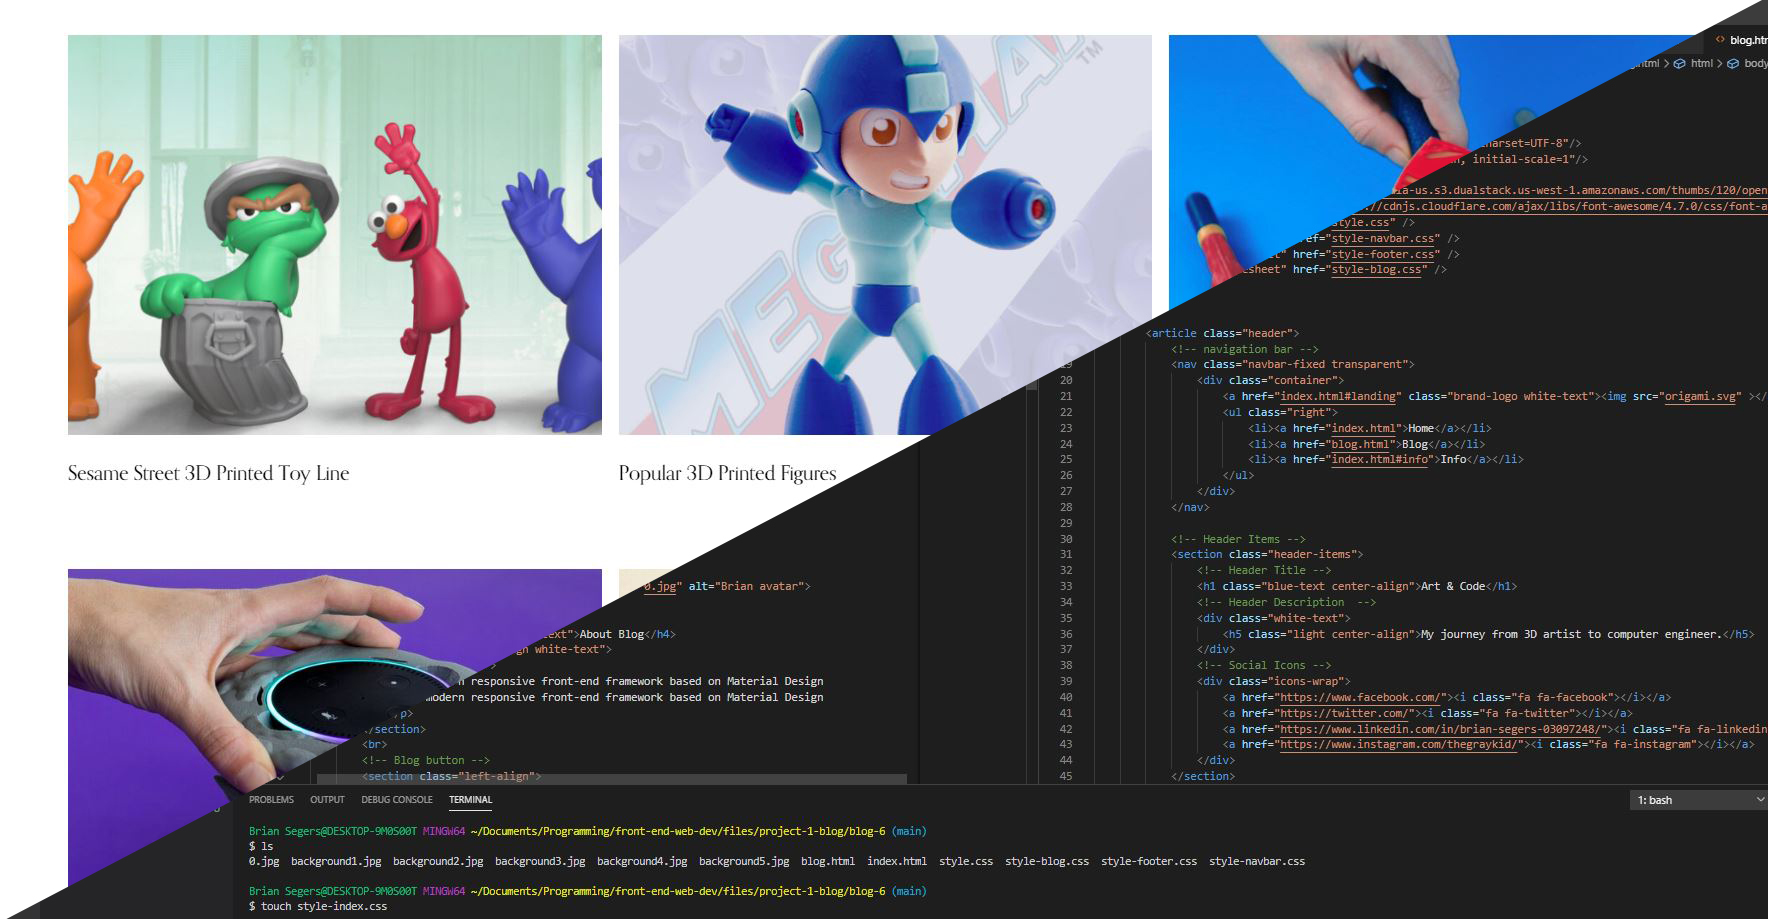 MEGA MAN
TM
Sesame Street 3D Printed Toy Line
Popular 3D Printed Figures
blog.htm
html > html > body
charset=UTF-8"/>
, initial-scale=1"/>
ia-us.s3.dualstack.us-west-1.amazonaws.com/thumbs/120/open
://cdnjs.cloudflare.com/ajax/libs/font-awesome/4.7.0/css/font-a
style.css" />
href="style-navbar.css" />
href="style-footer.css" />
esheet" href="style-blog.css" />
<article class="header">
<!-- navigation bar -->
19 <nav class="navbar-fixed transparent">
20 <div class="container">
21 <a href="index.html#landing" class="brand-logo white-text"><img src="origami.svg" ></
22 <ul class="right">
23 <li><a href="index.html">Home</a></li>
24 <li><a href="blog.html">Blog</a></li>
25 <li><a href="index.html#info">Info</a></li>
26 </ul>
27 </div>
28 </nav>
29
30 <!-- Header Items -->
31 <section class="header-items">
32 <!-- Header Title -->
33 <h1 class="blue-text center-align">Art & Code</h1>
34 <!-- Header Description  -->
35 <div class="white-text">
36 <h5 class="light center-align">My journey from 3D artist to computer engineer.</h5>
37 </div>
38 <!-- Social Icons -->
39 <div class="icons-wrap">
40 <a href="https://www.facebook.com/"><i class="fa fa-facebook"></i></a>
41 <a href="https://twitter.com/"><i class="fa fa-twitter"></i></a>
42 <a href="https://www.linkedin.com/in/brian-segers-03097248/"><i class="fa fa-linkedin
43 <a href="https://www.instagram.com/thegraykid/"><i class="fa fa-instagram"></i></a>
44 </div>
45 </section>
0.jpg" alt="Brian avatar">
text">About Blog</h4>
gn white-text">
>
n responsive front-end framework based on Material Design
modern responsive front-end framework based on Material Design
/p>
</section>
<br>
<!-- Blog button -->
<section class="left-align">
PROBLEMS OUTPUT DEBUG CONSOLE TERMINAL
1: bash
Brian Segers@DESKTOP-9M0S00T MINGW64 ~/Documents/Programming/front-end-web-dev/files/project-1-blog/blog-6 (main)
$ ls
0.jpg background1.jpg background2.jpg background3.jpg background4.jpg background5.jpg blog.html index.html style.css style-blog.css style-footer.css style-navbar.css
Brian Segers@DESKTOP-9M0S00T MINGW64 ~/Documents/Programming/front-end-web-dev/files/project-1-blog/blog-6 (main)
$ touch style-index.css